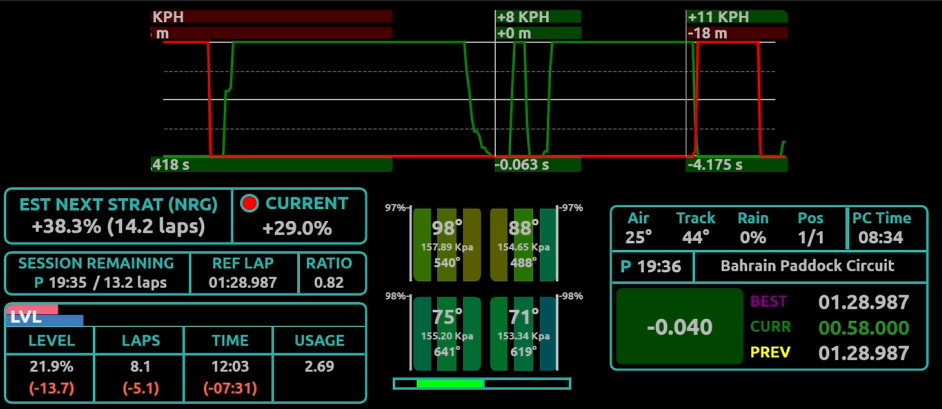 KPH
+8 KPH
+11 KPH
m
+0 m
-18 m
.418 s
-0.063 s
-4.175 s
EST NEXT STRAT (NRG)
+38.3% (14.2 laps)
CURRENT
+29.0%
SESSION REMAINING
P 19:35 / 13.2 laps
REF LAP
01:28.987
RATIO
0.82
LVL
LEVEL
LAPS
TIME
USAGE
21.9%
8.1
12:03
2.69
(-13.7)
(-5.1)
(-07:31)
97%
98°
157.89 Kpa
540°
88°
154.65 Kpa
488°
97%
98%
75°
155.20 Kpa
641°
71°
153.34 Kpa
619°
98%
Air
Track
Rain
Pos
PC Time
25°
44°
0%
1/1
08:34
P 19:36
Bahrain Paddock Circuit
-0.040
BEST 01.28.987
CURR 00.58.000
PREV 01.28.987